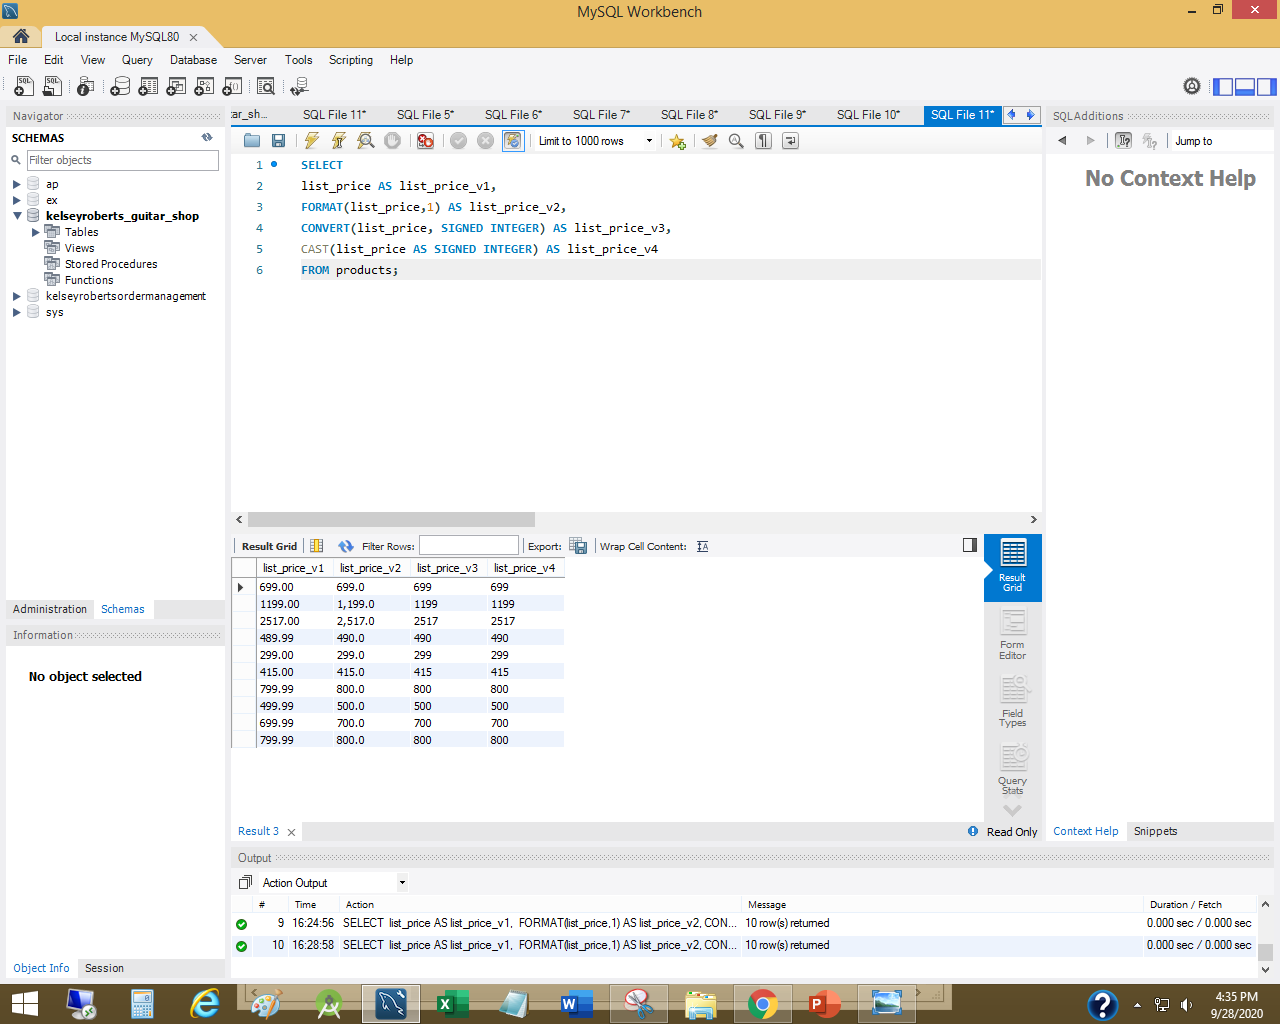 MySQL Workbench
Local instance MySQL80
File Edit View Query Database Server Tools Scripting Help
Navigator
SCHEMAS
Filter objects
ap
ex
kelseyroberts_guitar_shop
Tables
Views
Stored Procedures
Functions
kelseyrobertsordermanagement
sys
Administration Schemas
Information
No object selected
Object Info Session
tar_sh... SQL File 11* SQL File 5* SQL File 6* SQL File 7* SQL File 8* SQL File 9* SQL File 10* SQL File 11*
Limit to 1000 rows
1 SELECT
2 list_price AS list_price_v1,
3 FORMAT(list_price,1) AS list_price_v2,
4 CONVERT(list_price, SIGNED INTEGER) AS list_price_v3,
5 CAST(list_price AS SIGNED INTEGER) AS list_price_v4
6 FROM products;
Result Grid Filter Rows: Export: Wrap Cell Content:
list_price_v1 list_price_v2 list_price_v3 list_price_v4
699.00 699.0 699 699
1199.00 1,199.0 1199 1199
2517.00 2,517.0 2517 2517
489.99 490.0 490 490
299.00 299.0 299 299
415.00 415.0 415 415
799.99 800.0 800 800
499.99 500.0 500 500
699.99 700.0 700 700
799.99 800.0 800 800
Result
Grid
Form
Editor
Field
Types
Query
Stats
Result 3
Read Only
SQLAdditions
Jump to
No Context Help
Context Help Snippets
Output
Action Output
# Time Action Message Duration / Fetch
9 16:24:56 SELECT list_price AS list_price_v1, FORMAT(list_price,1) AS list_price_v2, CON... 10 row(s) returned 0.000 sec / 0.000 sec
10 16:28:58 SELECT list_price AS list_price_v1, FORMAT(list_price,1) AS list_price_v2, CON... 10 row(s) returned 0.000 sec / 0.000 sec
4:35 PM
9/28/2020